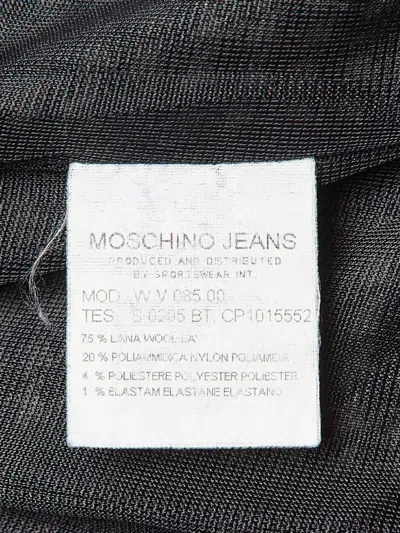 MOSCHINO JEANS
PRODUCED AND DISTRIBUTED
BY SPORTSWEAR INT.
MOD. W V 085 00
TES. S 0295 BT. CP1015552
75 % LANA WOOL LA
20 % POLIAMMIDICA NYLON POLIAMIDA
4 % POLIESTERE POLYESTER POLIESTER
1 % ELASTAM ELASTANE ELASTANO